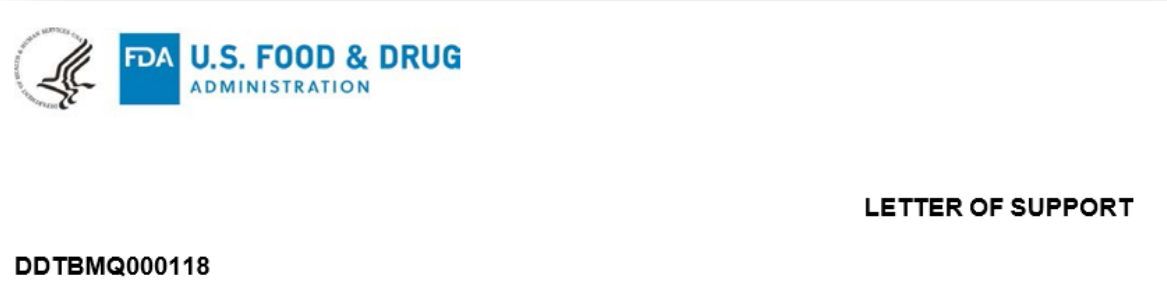 FDA U.S. FOOD & DRUG
ADMINISTRATION
LETTER OF SUPPORT
DDTBMQ000118